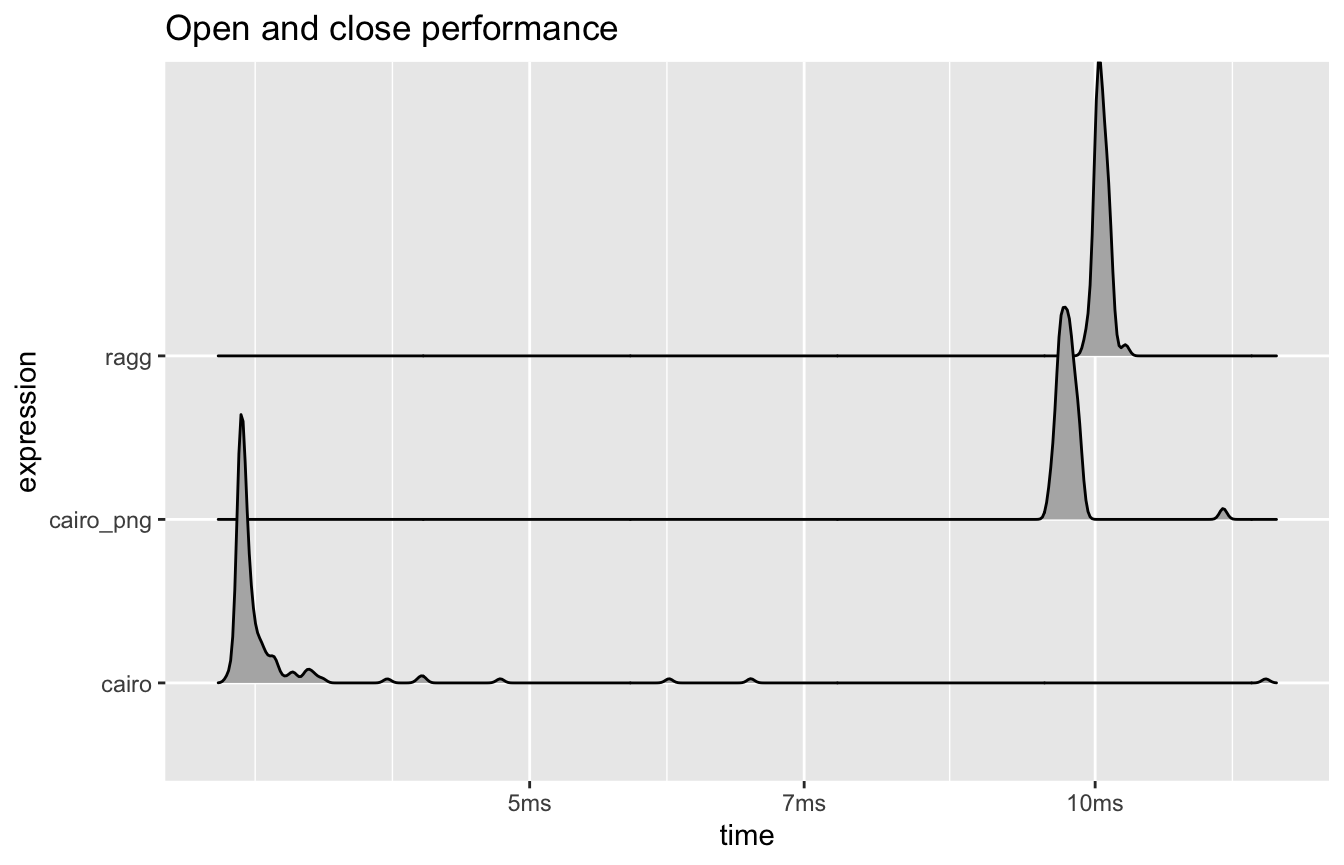 Open and close performance
expression
ragg
cairo_png
cairo
5ms
7ms
10ms
time